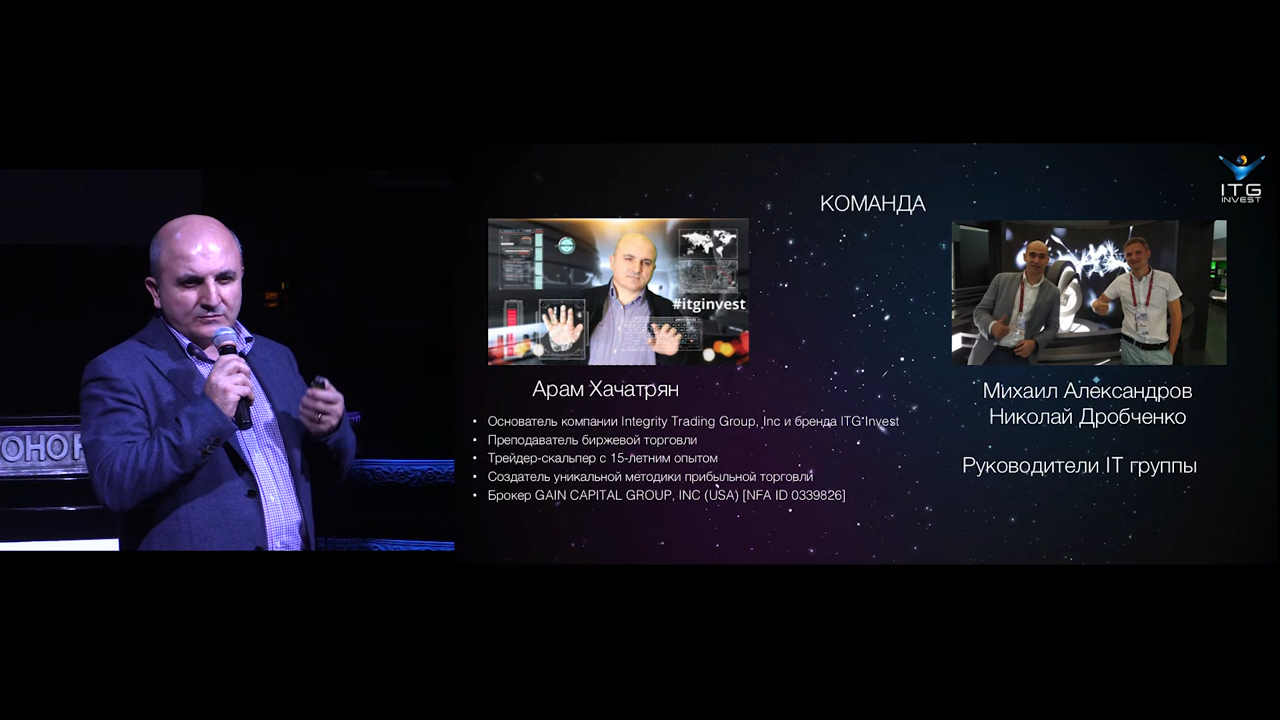 ITG
INVEST
КОМАНДА
#itginvest
Арам Хачатрян
• Основатель компании Integrity Trading Group, Inc и бренда ITG Invest
• Преподаватель биржевой торговли
• Трейдер-скальпер с 15-летним опытом
• Создатель уникальной методики прибыльной торговли
• Брокер GAIN CAPITAL GROUP, INC (USA) [NFA ID 0339826]
Михаил Александров
Николай Дробченко
Руководители IT группы